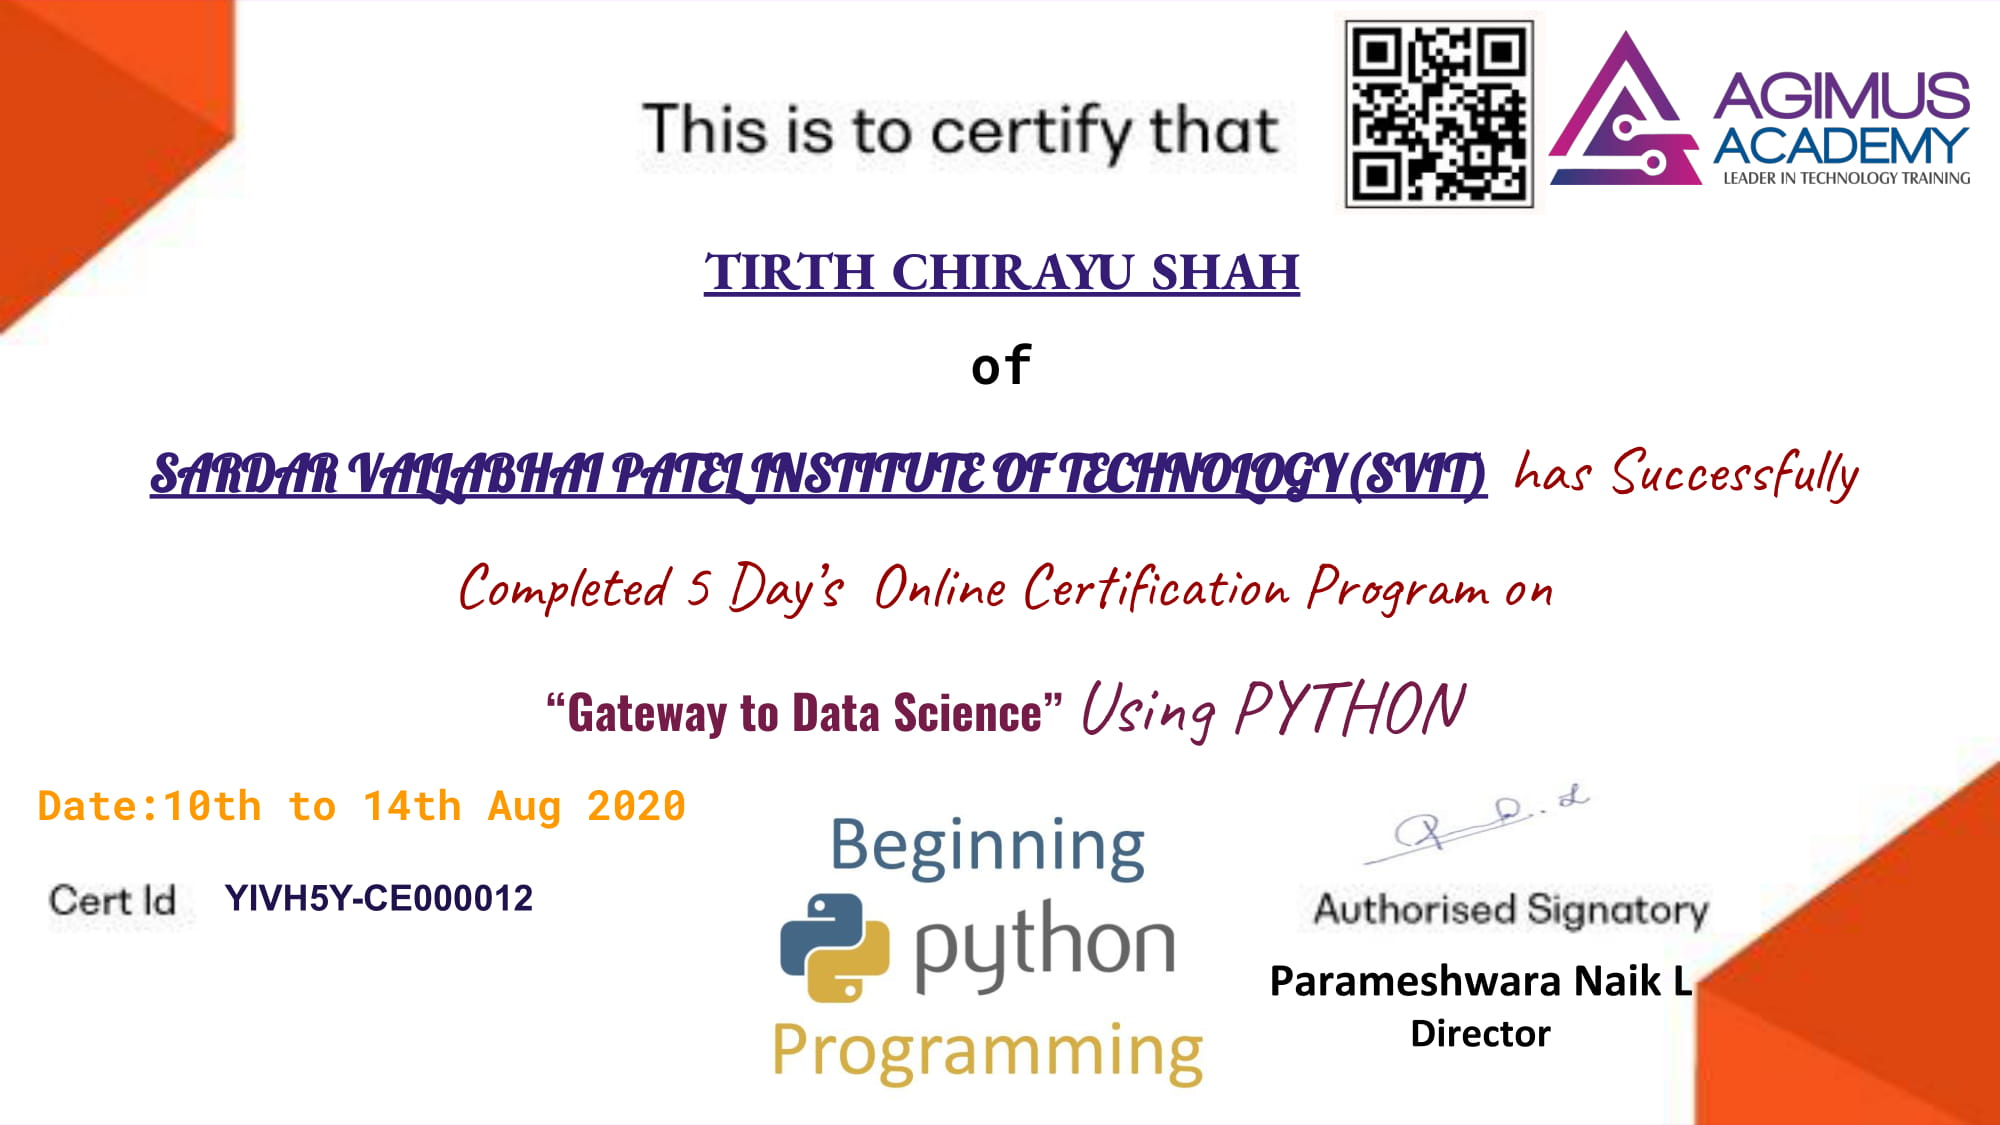 This is to certify that
AGIMUS
ACADEMY
LEADER IN TECHNOLOGY TRAINING
TIRTH CHIRAYU SHAH
of
SARDAR VALLABHAI PATEL INSTITUTE OF TECHNOLOGY(SVIT) has Successfully
Completed 5 Day’s Online Certification Program on
“Gateway to Data Science” Using PYTHON
Date:10th to 14th Aug 2020
Cert Id YIVH5Y-CE000012
Beginning
python
Programming
Authorised Signatory
Parameshwara Naik L
Director